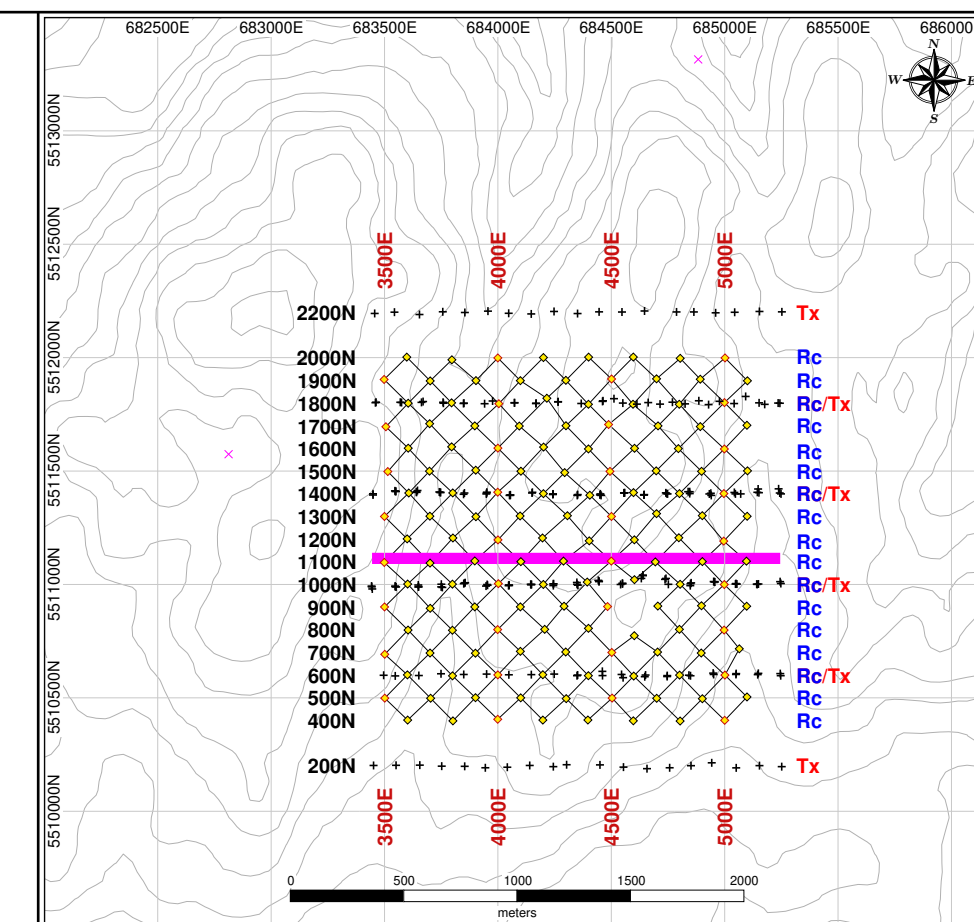 682500E 683000E 683500E 684000E 684500E 685000E 685500E 686000
N
W E
S
5513000N
5512500N
5512000N
5511500N
5511000N
5510500N
5510000N
3500E 4000E 4500E 5000E
2200N Tx
2000N Rc
1900N Rc
1800N Rc/Tx
1700N Rc
1600N Rc
1500N Rc
1400N Rc/Tx
1300N Rc
1200N Rc
1100N Rc
1000N Rc/Tx
900N Rc
800N Rc
700N Rc
600N Rc/Tx
500N Rc
400N Rc
200N Tx
3500E 4000E 4500E 5000E
0 500 1000 1500 2000
meters